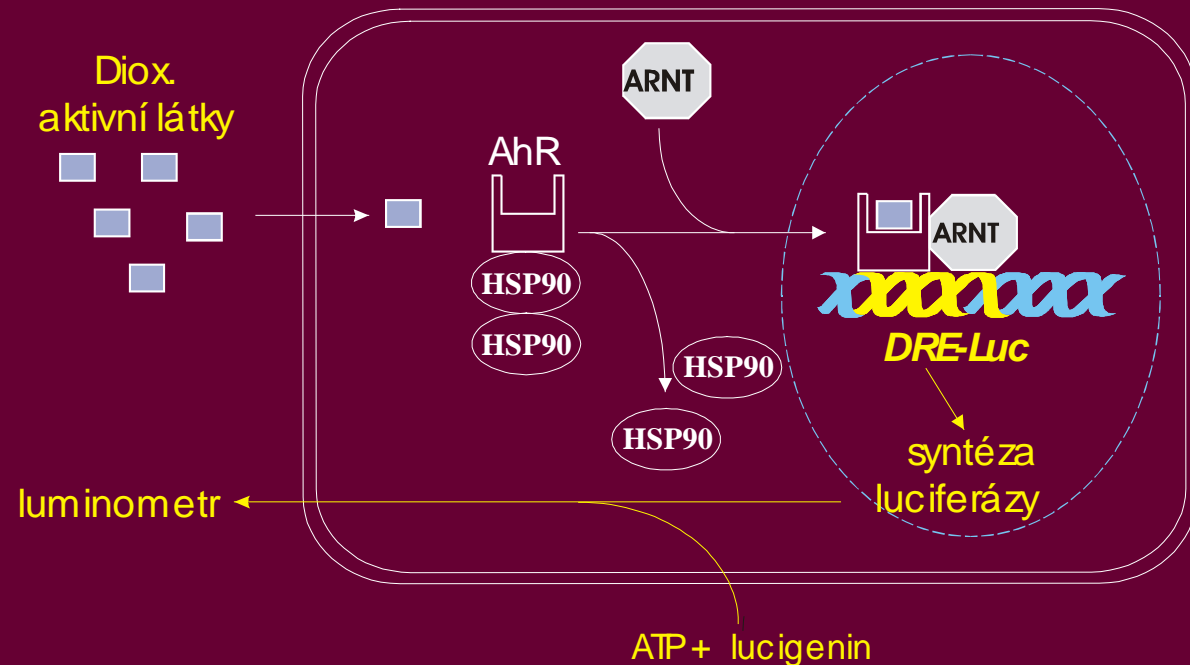 Diox.
aktivní látky
ARNT
AhR
HSP90
HSP90
HSP90
HSP90
ARNT
DRE-Luc
syntéza
luciferázy
luminometr
ATP+ lucigenin